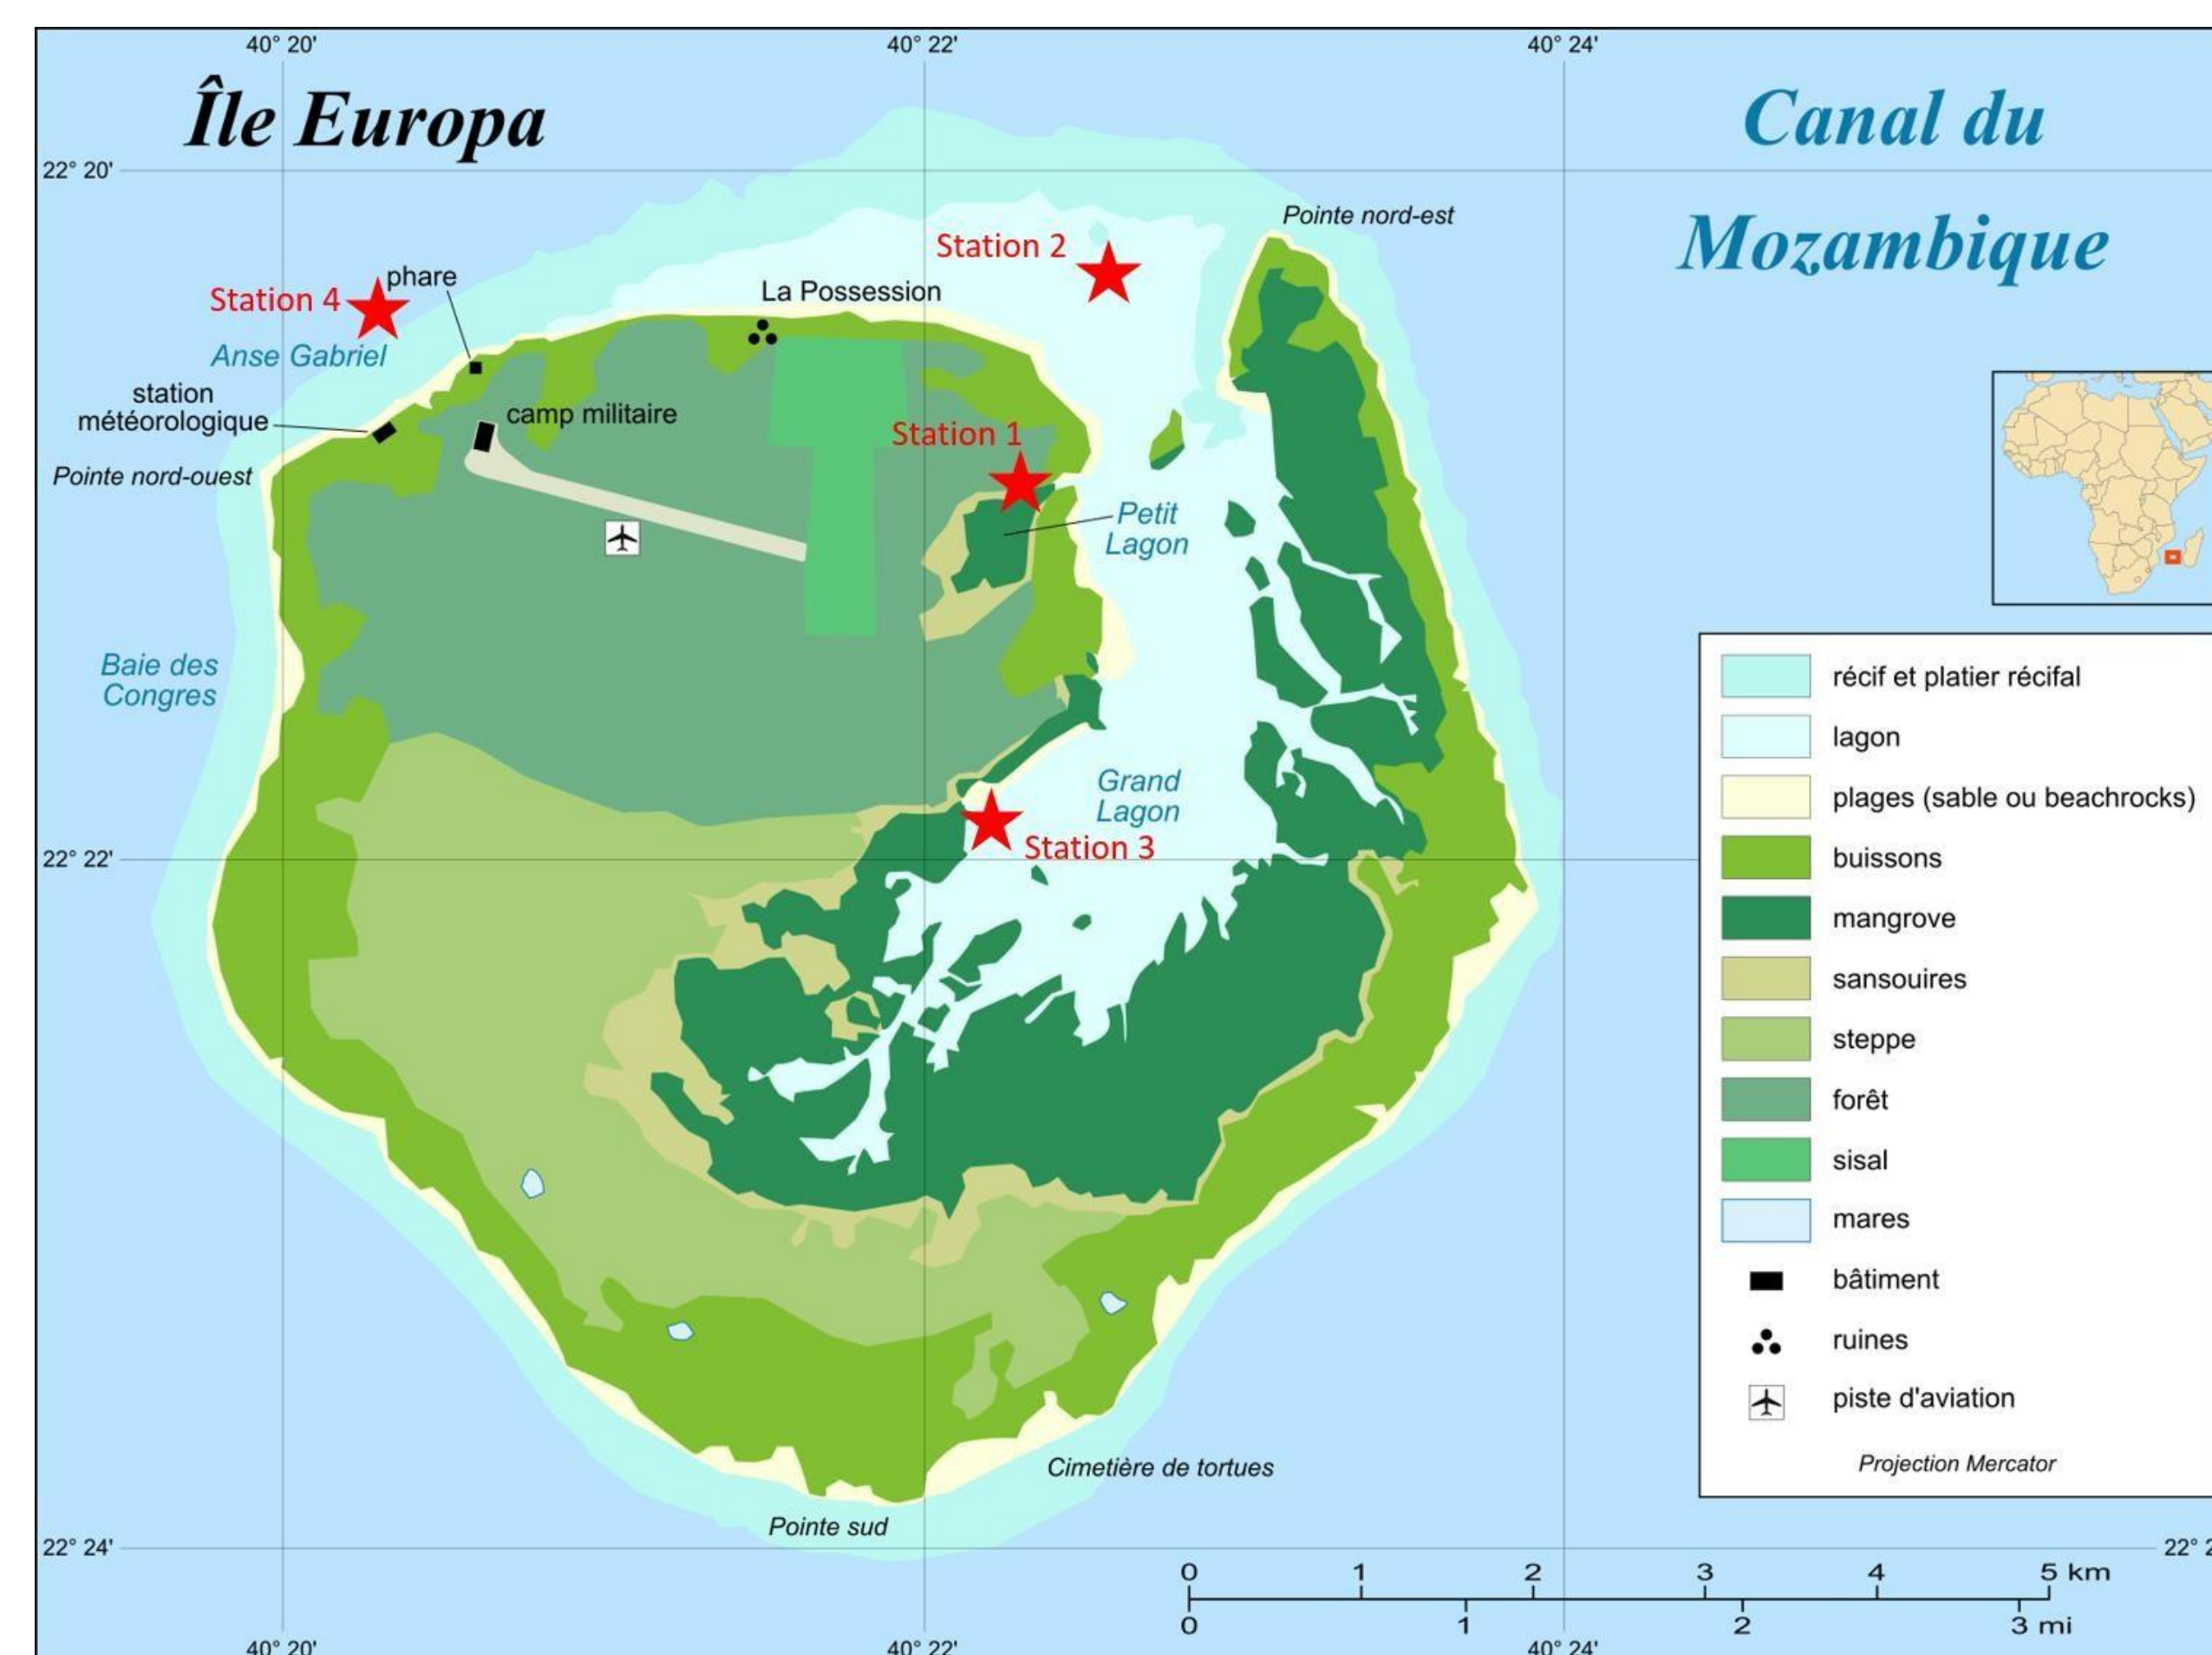 40° 20'
40° 22'
40° 24'
Île Europa
Canal du
Mozambique
22° 20'
Pointe nord-est
Station 2
phare
Station 4
La Possession
Anse Gabriel
station
météorologique
camp militaire
Station 1
Pointe nord-ouest
Petit
Lagon
Baie des
Congres
Grand
Lagon
Station 3
22° 22'
récif et platier récifal
lagon
plages (sable ou beachrocks)
buissons
mangrove
sansouires
steppe
forêt
sisal
mares
bâtiment
ruines
piste d'aviation
Projection Mercator
Cimetière de tortues
Pointe sud
22° 24'
22° 2
0 1 2 3 4 5 km
0 1 2 3 mi
40° 20'
40° 22'
40° 24'